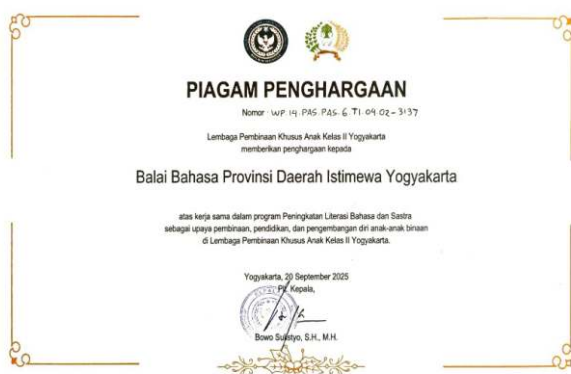 PIAGAM PENGHARGAAN
Nomor : WP.14.PAS.PAS.6.TI.04.02-3137
Lembaga Pembinaan Khusus Anak Kelas II Yogyakarta
memberikan penghargaan kepada
Balai Bahasa Provinsi Daerah Istimewa Yogyakarta
atas kerja sama dalam program Peningkatan Literasi Bahasa dan Sastra
sebagai upaya pembinaan, pendidikan, dan pengembangan diri anak-anak binaan
di Lembaga Pembinaan Khusus Anak Kelas II Yogyakarta.
Yogyakarta, 20 September 2025
Plt. Kepala,
Bowo Sulistyo, S.H., M.H.